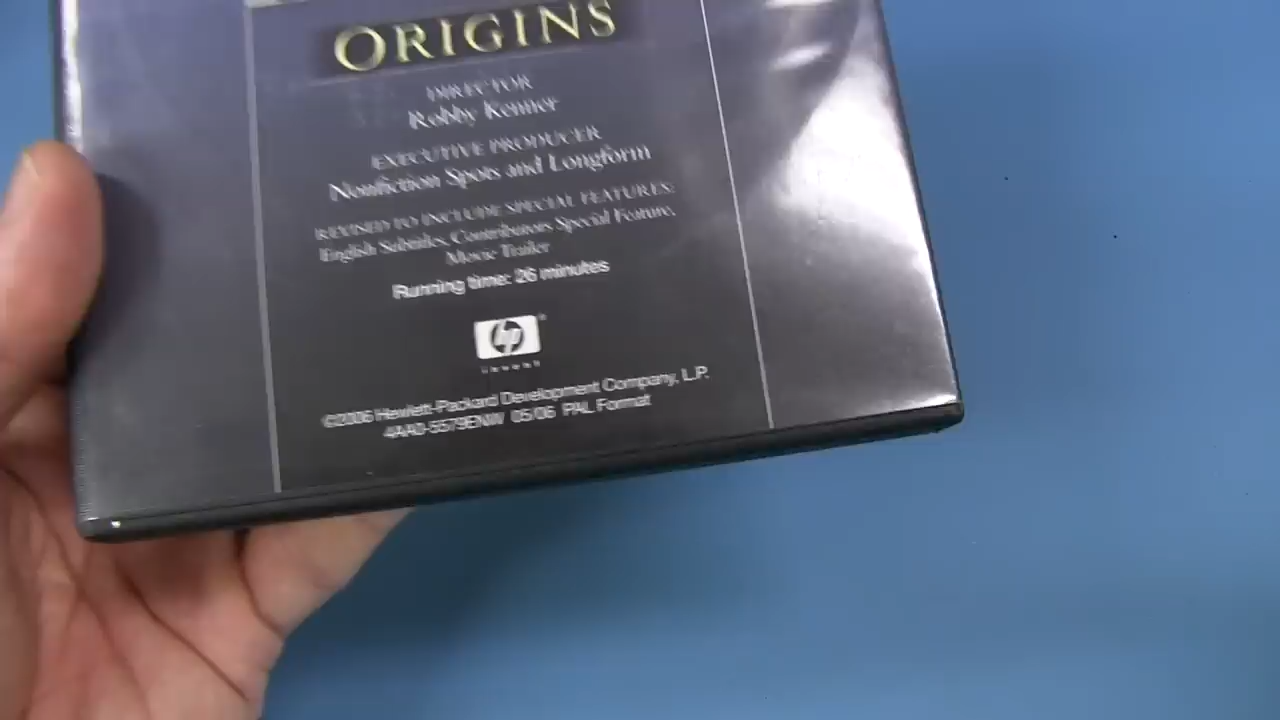 ORIGINS
DIRECTOR
Robby Kenner
EXECUTIVE PRODUCER
Nonfiction Spots and Longform
REVISED TO INCLUDE SPECIAL FEATURES:
English Subtitles, Contributors Special Feature,
Movie Trailer
Running time: 26 minutes
hp
invent
©2006 Hewlett-Packard Development Company, L.P.
4AA0-5579ENW 05/06 PAL Format